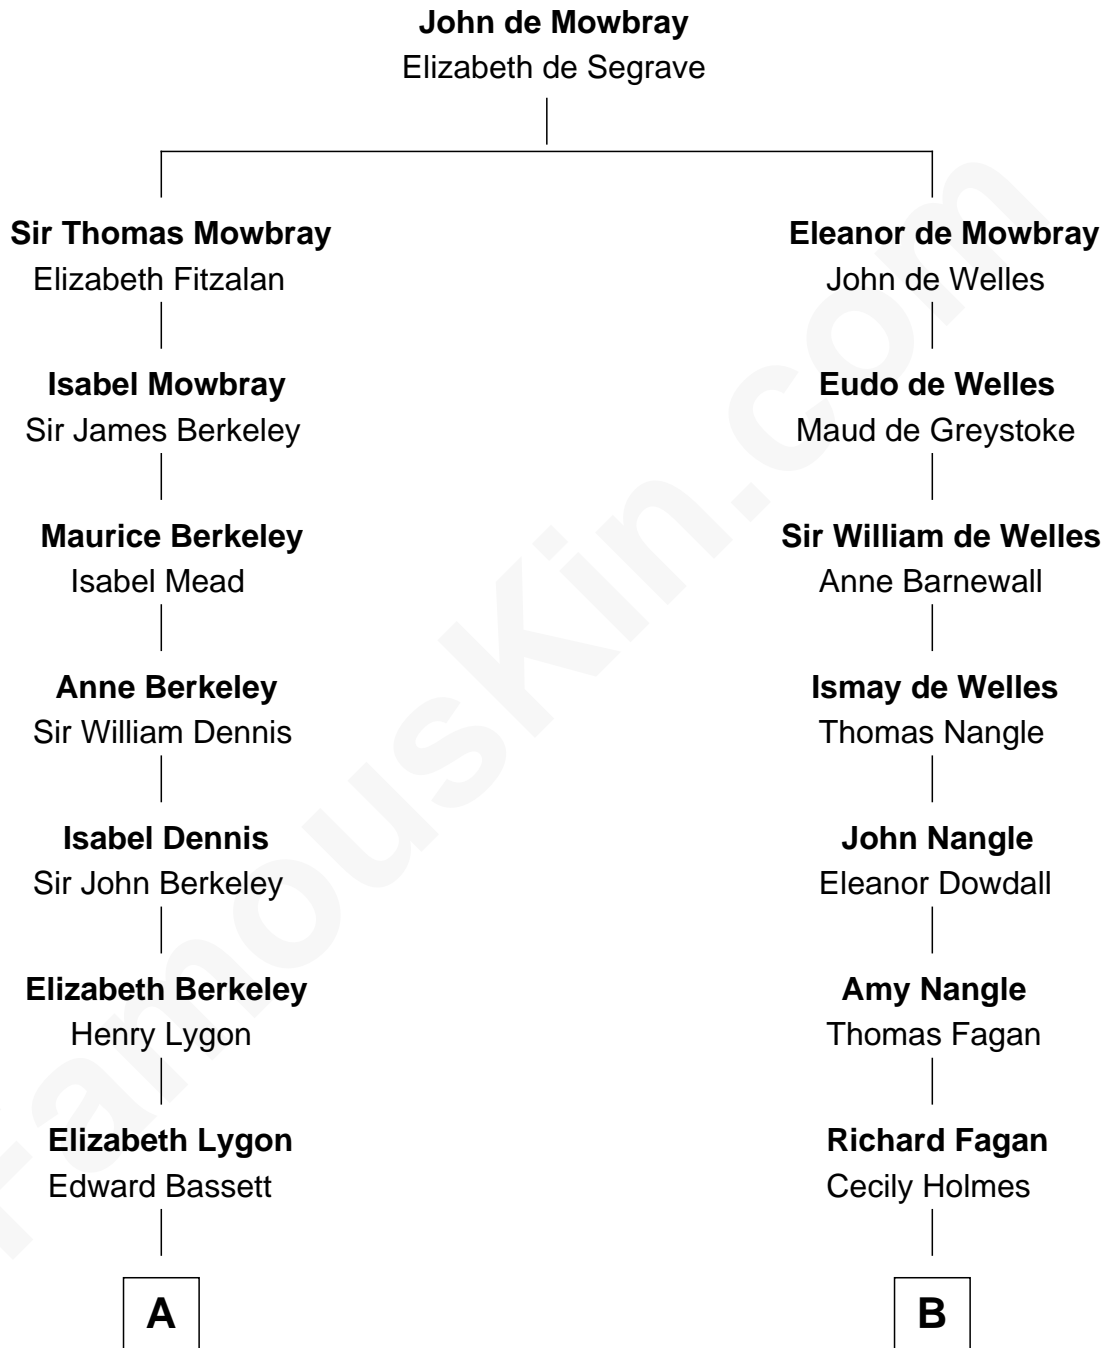 John de Mowbray
Elizabeth de Segrave
Sir Thomas Mowbray
Elizabeth Fitzalan
Isabel Mowbray
Sir James Berkeley
Maurice Berkeley
Isabel Mead
Anne Berkeley
Sir William Dennis
Isabel Dennis
Sir John Berkeley
Elizabeth Berkeley
Henry Lygon
Elizabeth Lygon
Edward Bassett
A
Eleanor de Mowbray
John de Welles
Eudo de Welles
Maud de Greystoke
Sir William de Welles
Anne Barnewall
Ismay de Welles
Thomas Nangle
John Nangle
Eleanor Dowdall
Amy Nangle
Thomas Fagan
Richard Fagan
Cecily Holmes
B
FamousKin.com